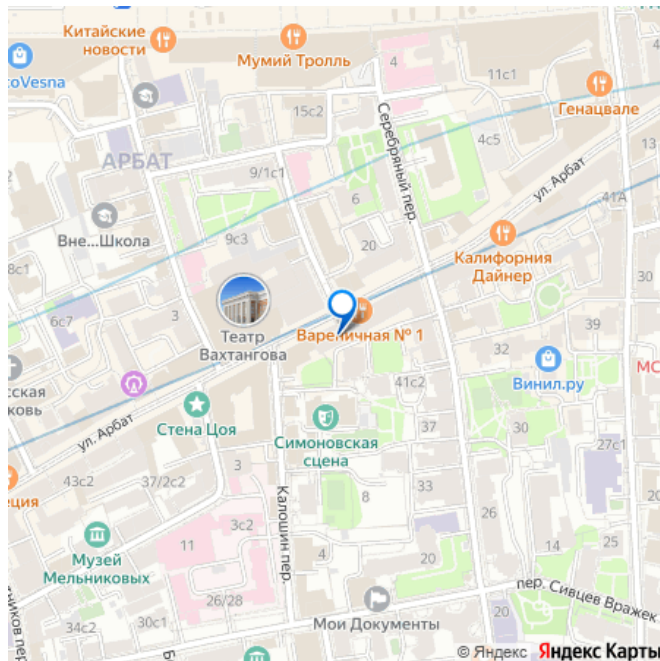 Китайские
новости
Мумий Тролль
4
11с1
Генацвале
coVesna
15с2
Серебряный пер.
4с5
13
АРБАТ
9/1с1
ул. Арбат
41А
6
Вне...Школа
9с3
20
Калифорния
Дайнер
8с1
6с7
3
Театр
Вахтангова
Вареничная № 1
39
32
Винил.ру
МС
41с2
ул. Арбат
Стена Цоя
Симоновская
сцена
37
30
27с1
43с2
37/2с2
3
Калошин пер.
8
33
26
3с2
Музей
Мельниковых
11
4
20
14
25
26/28
Мои Документы
пер. Сивцев Вражек
20
34с2
30с1
2
© Яндекс Яндекс Карты